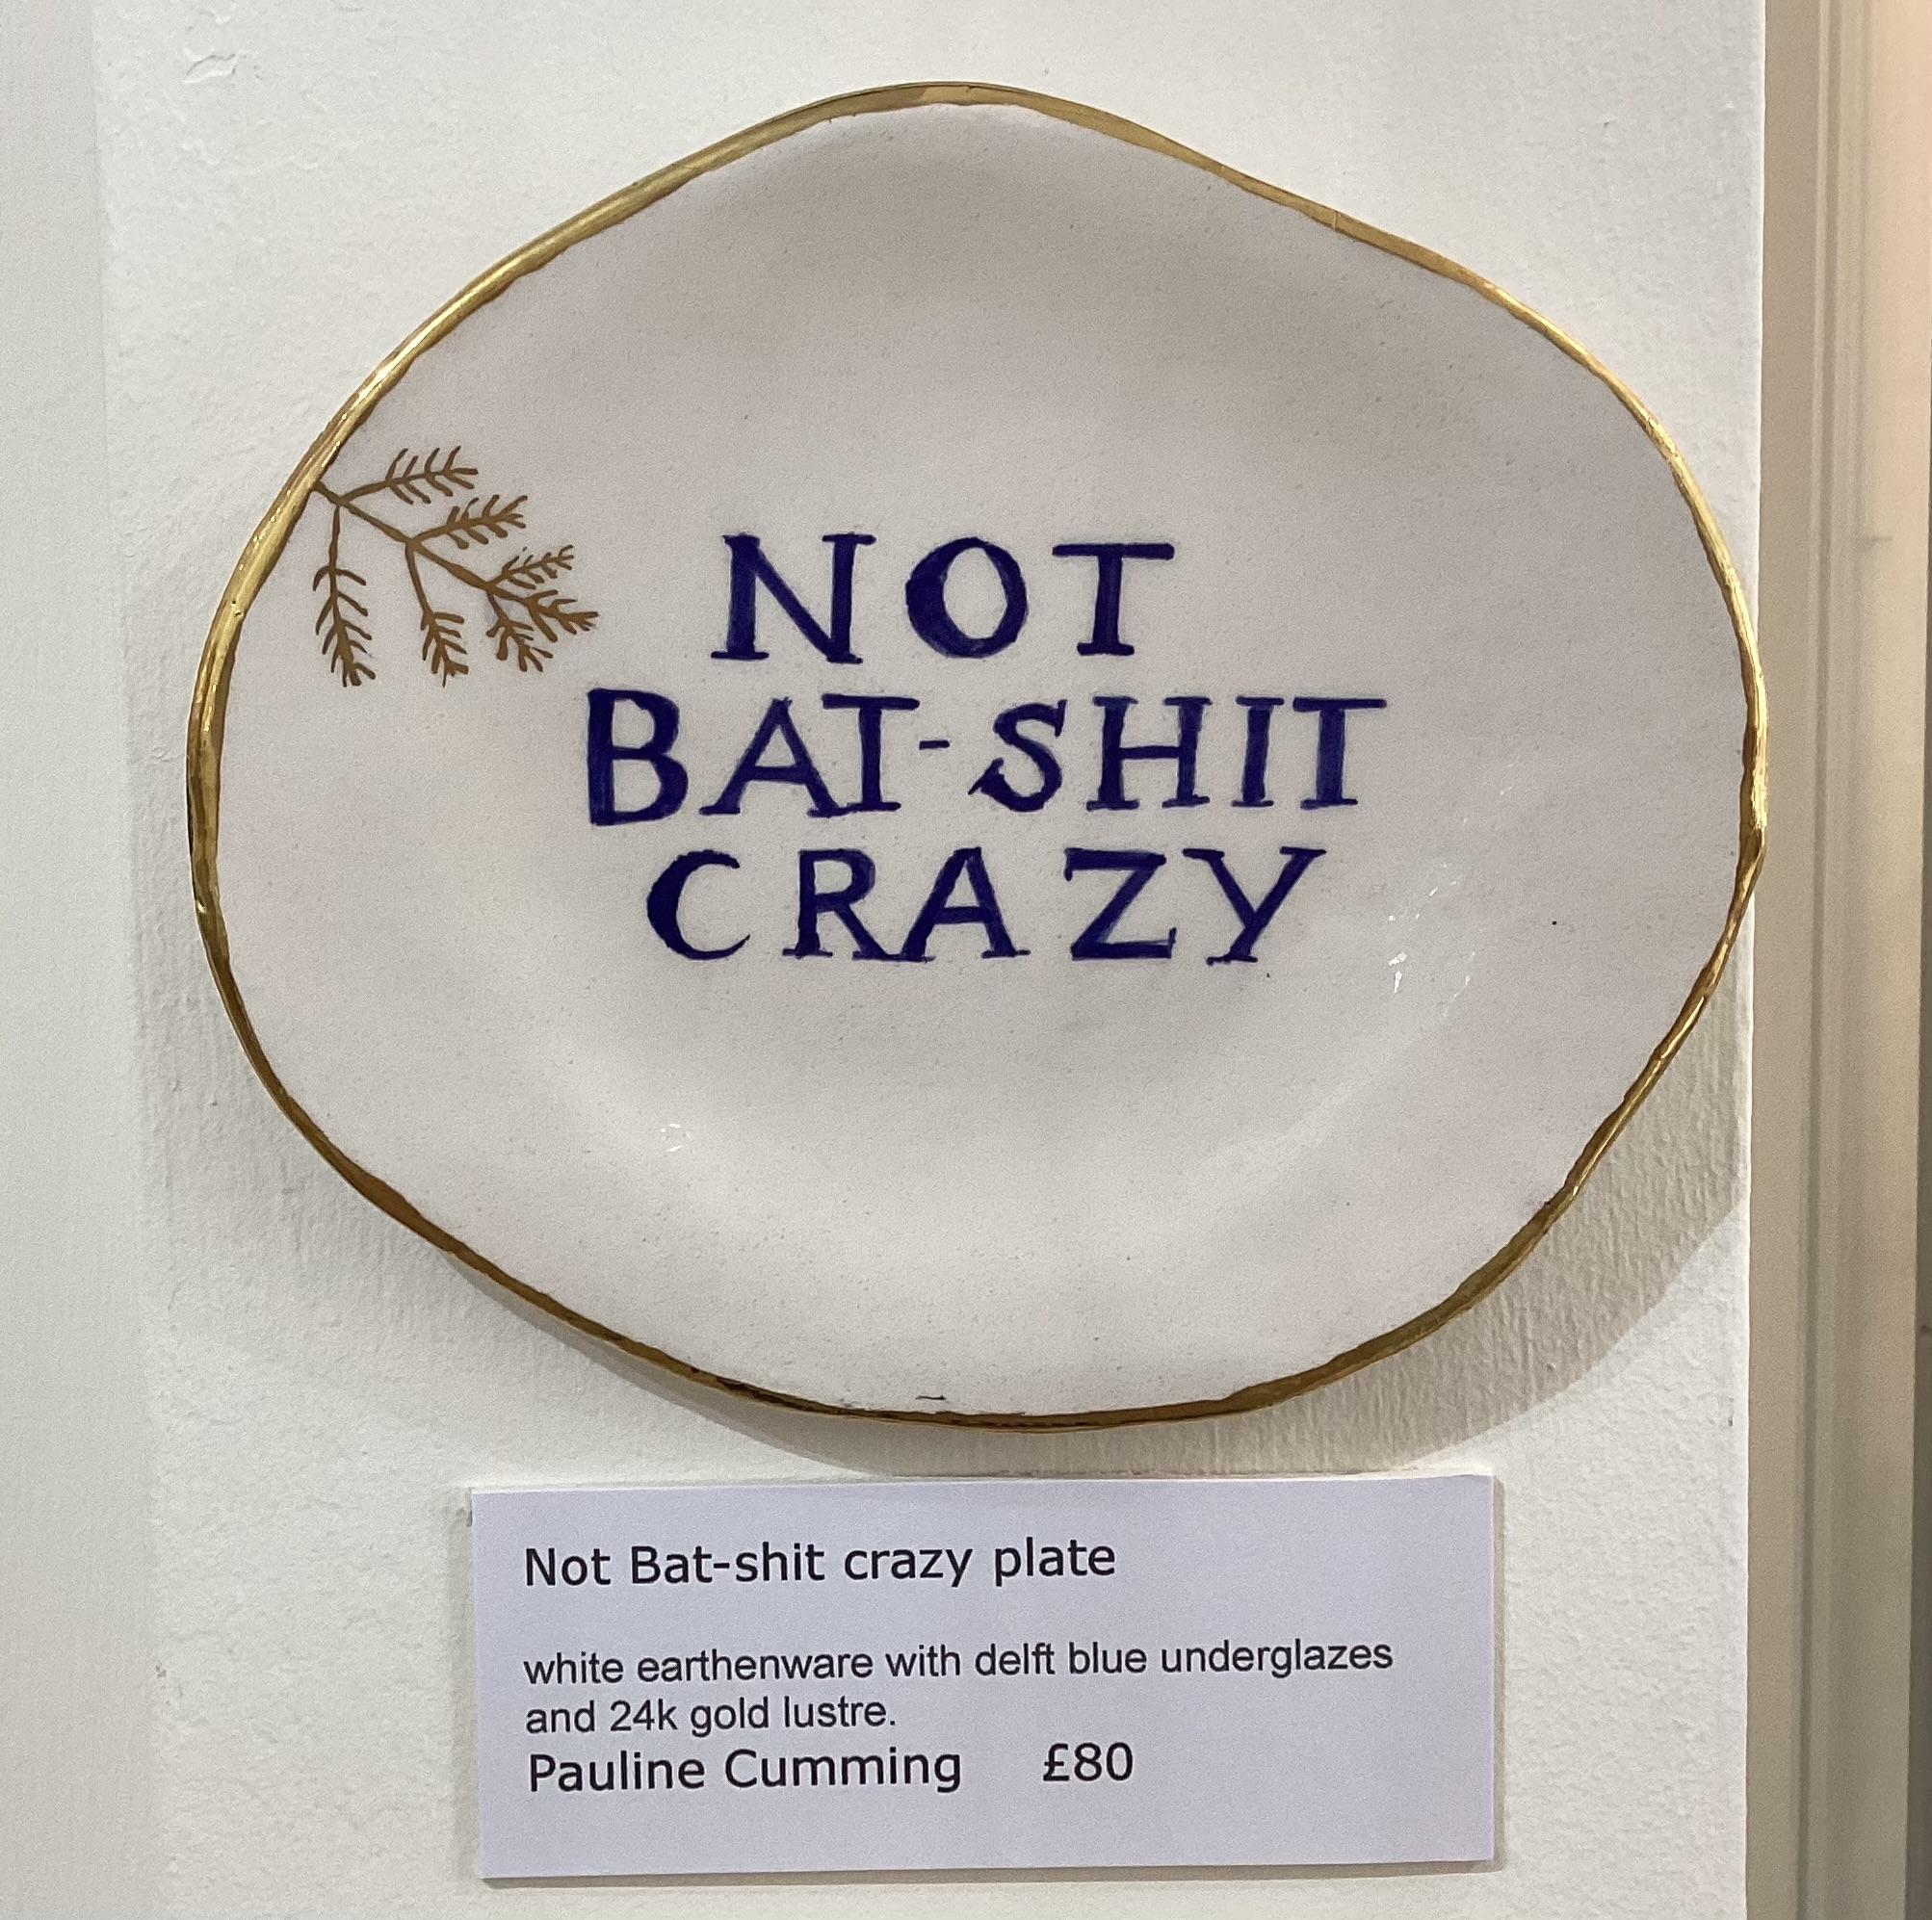 NOT
BAT-SHIT
CRAZY
Not Bat-shit crazy plate
white earthenware with delft blue underglazes
and 24k gold lustre.
Pauline Cumming £80